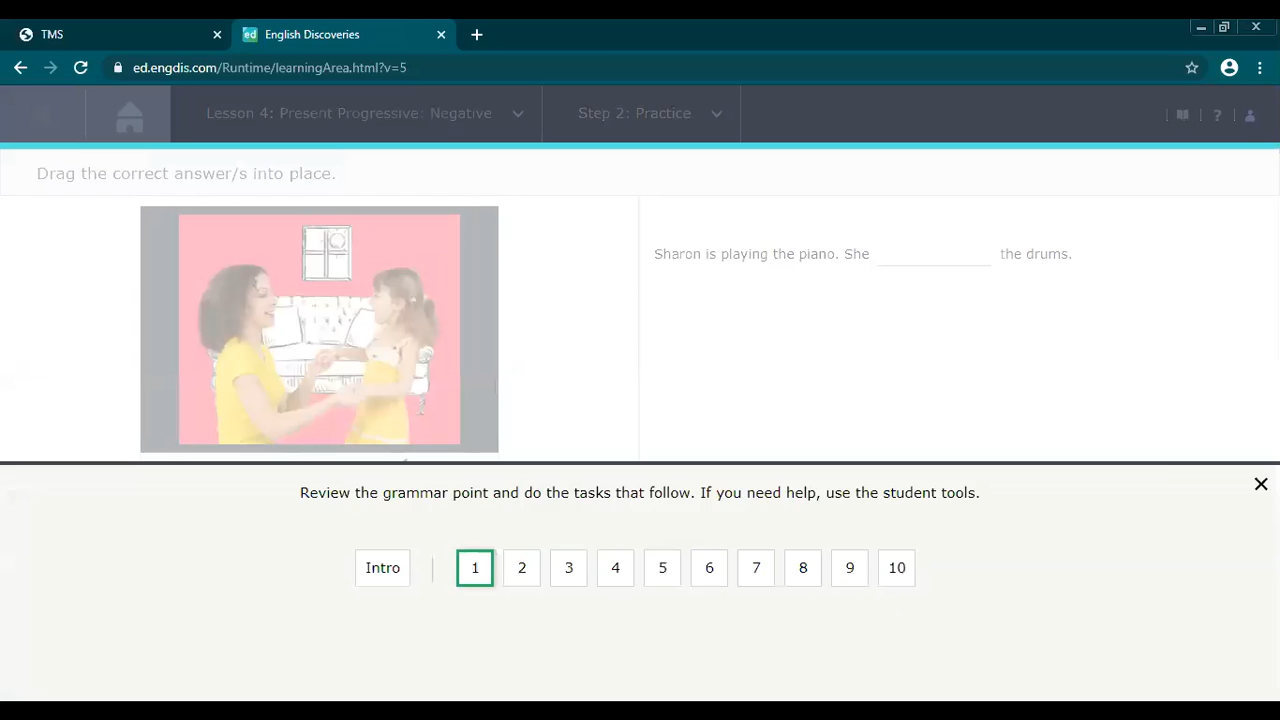 TMS
ed English Discoveries
ed.engdis.com/Runtime/learningArea.html?v=5
Lesson 4: Present Progressive: Negative
Step 2: Practice
?
Drag the correct answer/s into place.
Sharon is playing the piano. She ____________ the drums.
Review the grammar point and do the tasks that follow. If you need help, use the student tools.
Intro 1 2 3 4 5 6 7 8 9 10